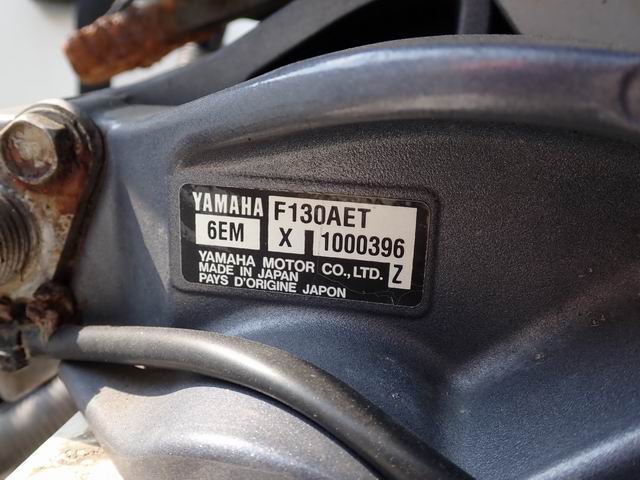 YAMAHA F130AET
6EM X 1000396
YAMAHA MOTOR CO., LTD. Z
MADE IN JAPAN
PAYS D'ORIGINE JAPON